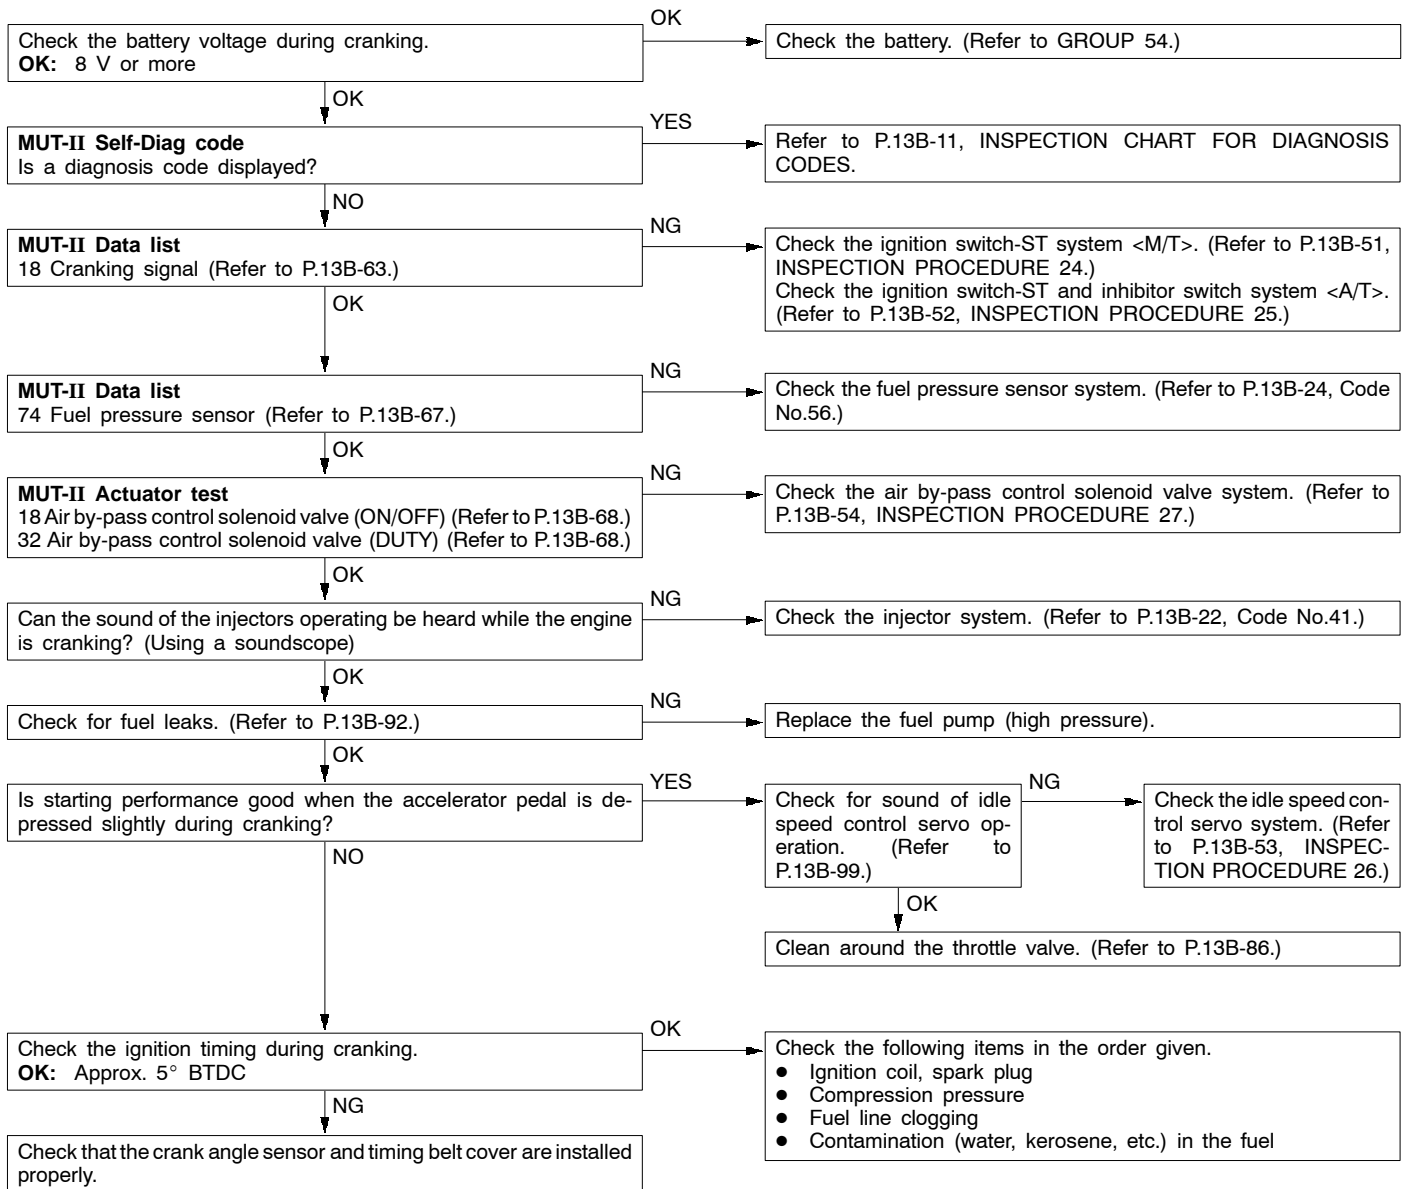 OK
Check the battery voltage during cranking.
OK: 8 V or more
Check the battery. (Refer to GROUP 54.)
OK
YES
MUT-II Self-Diag code
Is a diagnosis code displayed?
Refer to P.13B-11, INSPECTION CHART FOR DIAGNOSIS
CODES.
NO
NG
MUT-II Data list
18 Cranking signal (Refer to P.13B-63.)
Check the ignition switch-ST system <M/T>. (Refer to P.13B-51,
INSPECTION PROCEDURE 24.)
Check the ignition switch-ST and inhibitor switch system <A/T>.
(Refer to P.13B-52, INSPECTION PROCEDURE 25.)
OK
NG
MUT-II Data list
74 Fuel pressure sensor (Refer to P.13B-67.)
Check the fuel pressure sensor system. (Refer to P.13B-24, Code
No.56.)
OK
NG
MUT-II Actuator test
18 Air by-pass control solenoid valve (ON/OFF) (Refer to P.13B-68.)
32 Air by-pass control solenoid valve (DUTY) (Refer to P.13B-68.)
Check the air by-pass control solenoid valve system. (Refer to
P.13B-54, INSPECTION PROCEDURE 27.)
OK
NG
Can the sound of the injectors operating be heard while the engine
is cranking? (Using a soundscope)
Check the injector system. (Refer to P.13B-22, Code No.41.)
OK
NG
Check for fuel leaks. (Refer to P.13B-92.)
Replace the fuel pump (high pressure).
OK
YES
Is starting performance good when the accelerator pedal is de-
pressed slightly during cranking?
Check for sound of idle
speed control servo op-
eration. (Refer to
P.13B-99.)
NG
Check the idle speed con-
trol servo system. (Refer
to P.13B-53, INSPEC-
TION PROCEDURE 26.)
NO
OK
Clean around the throttle valve. (Refer to P.13B-86.)
OK
Check the ignition timing during cranking.
OK: Approx. 5° BTDC
Check the following items in the order given.
● Ignition coil, spark plug
● Compression pressure
● Fuel line clogging
● Contamination (water, kerosene, etc.) in the fuel
NG
Check that the crank angle sensor and timing belt cover are installed
properly.